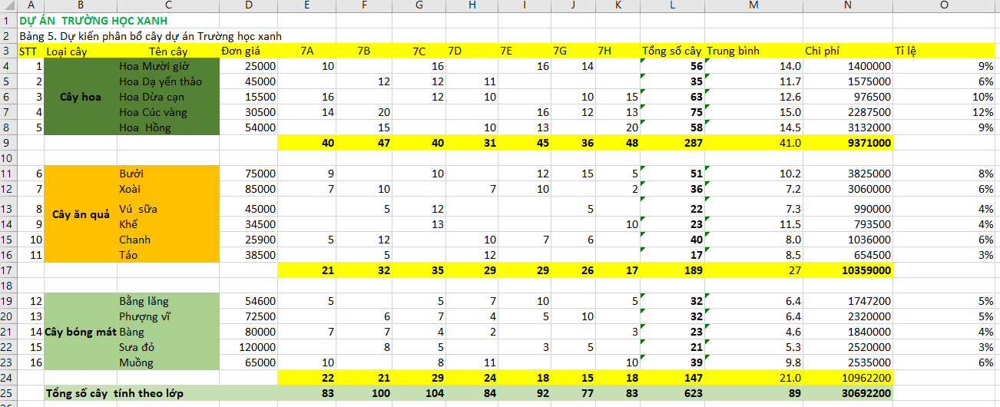 A B C D E F G H I J K L M N O
1 DỰ ÁN TRƯỜNG HỌC XANH
2 Bảng 5. Dự kiến phân bổ cây dự án Trường học xanh
3 STT Loại cây Tên cây Đơn giá 7A 7B 7C 7D 7E 7G 7H Tổng số cây Trung bình Chi phí Tỉ lệ
4 1 Hoa Mười giờ 25000 10 16 16 14 56 14.0 1400000 9%
5 2 Hoa Dạ yến thảo 45000 12 12 11 35 11.7 1575000 6%
6 3 Cây hoa Hoa Dừa cạn 15500 16 12 10 10 15 63 12.6 976500 10%
7 4 Hoa Cúc vàng 30500 14 20 16 12 13 75 15.0 2287500 12%
8 5 Hoa Hồng 54000 15 10 13 20 58 14.5 3132000 9%
9 40 47 40 31 45 36 48 287 41.0 9371000
10
11 6 Bưởi 75000 9 10 12 15 5 51 10.2 3825000 8%
12 7 Xoài 85000 7 10 7 10 2 36 7.2 3060000 6%
13 8 Cây ăn quả Vú sữa 45000 5 12 5 22 7.3 990000 4%
14 9 Khế 34500 13 10 23 11.5 793500 4%
15 10 Chanh 25900 5 12 10 7 6 40 8.0 1036000 6%
16 11 Táo 38500 5 12 17 8.5 654500 3%
17 21 32 35 29 29 26 17 189 27 10359000
18
19 12 Bằng lăng 54600 5 5 7 10 5 32 6.4 1747200 5%
20 13 Phượng vĩ 72500 6 7 4 5 10 32 6.4 2320000 5%
21 14 Cây bóng mát Bàng 80000 7 7 4 2 3 23 4.6 1840000 4%
22 15 Sưa đỏ 120000 8 5 3 5 21 5.3 2520000 3%
23 16 Muồng 65000 10 8 11 10 39 9.8 2535000 6%
24 22 21 29 24 18 15 18 147 21.0 10962200
25 Tổng số cây tính theo lớp 83 100 104 84 92 77 83 623 89 30692200